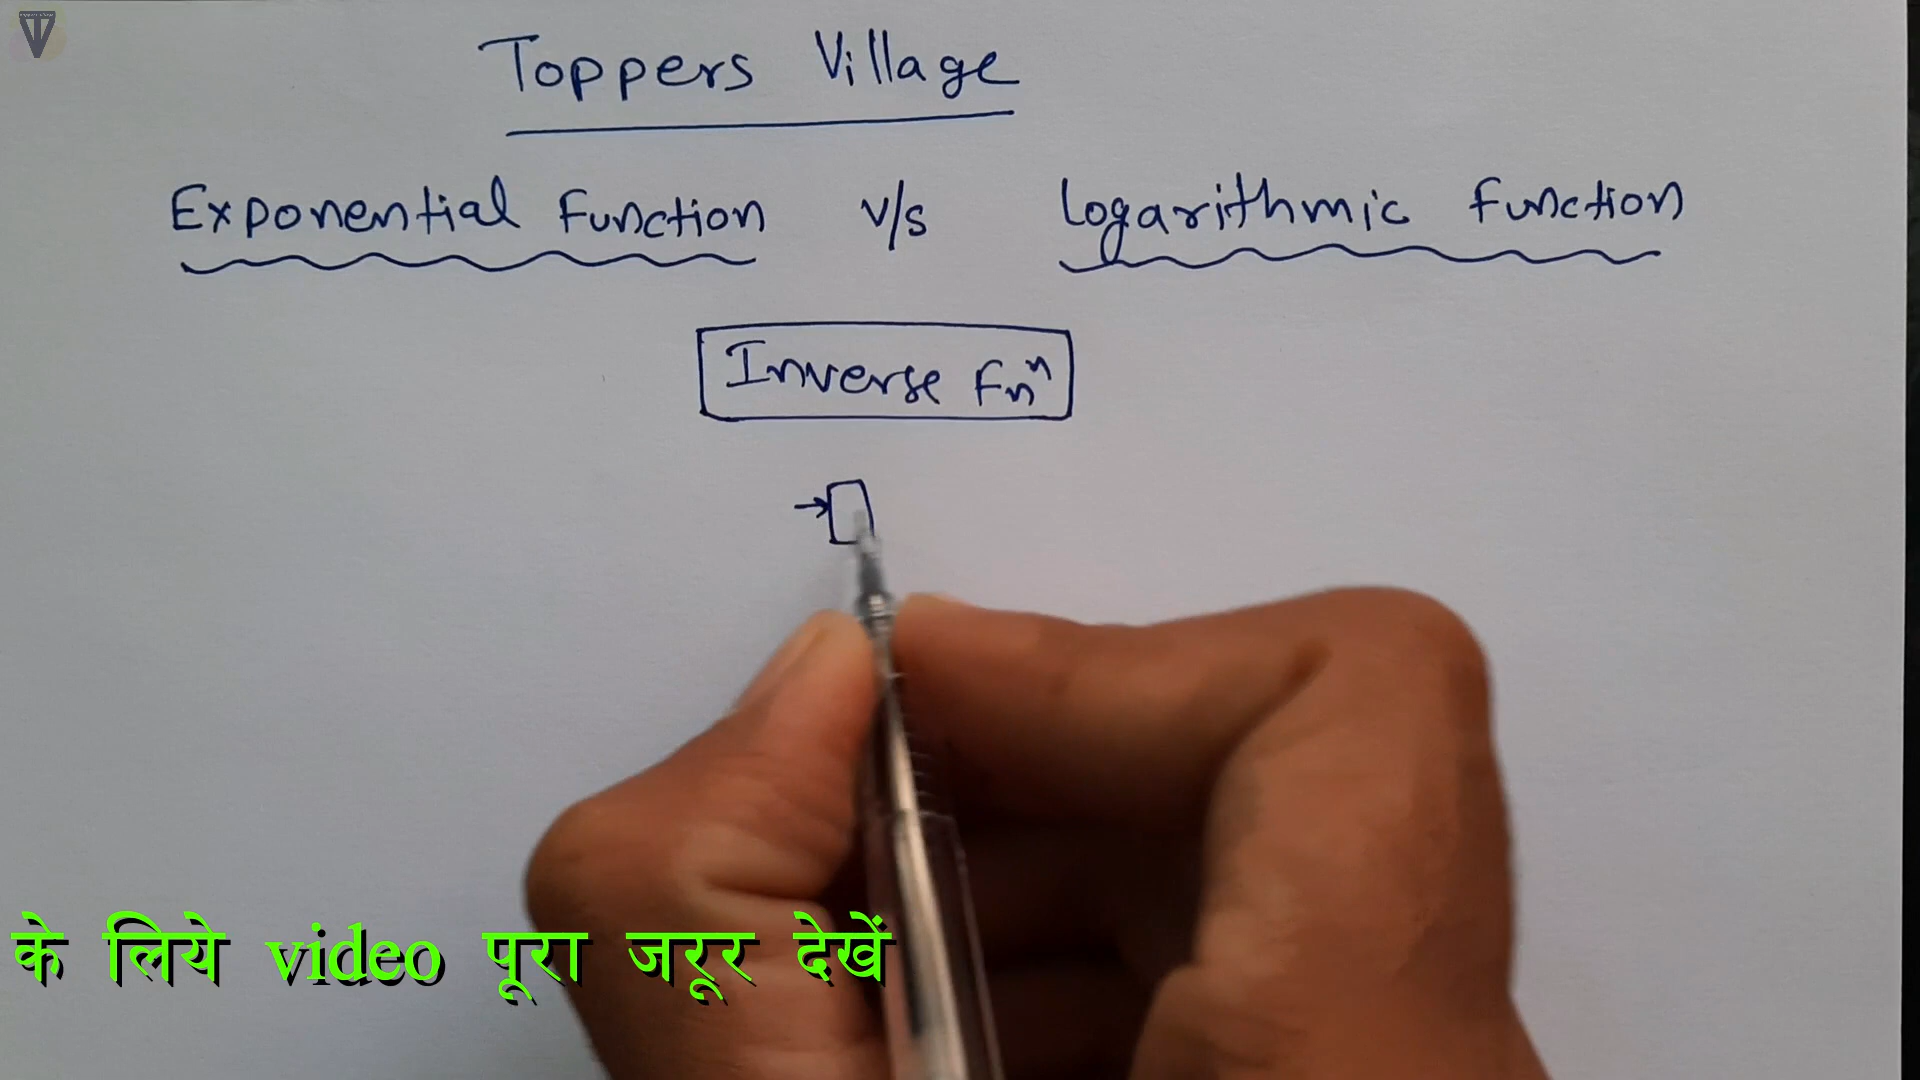 Toppers Village
Exponential Function v/s Logarithmic Function
Inverse Fnⁿ
के लिये video पूरा जरूर देखें